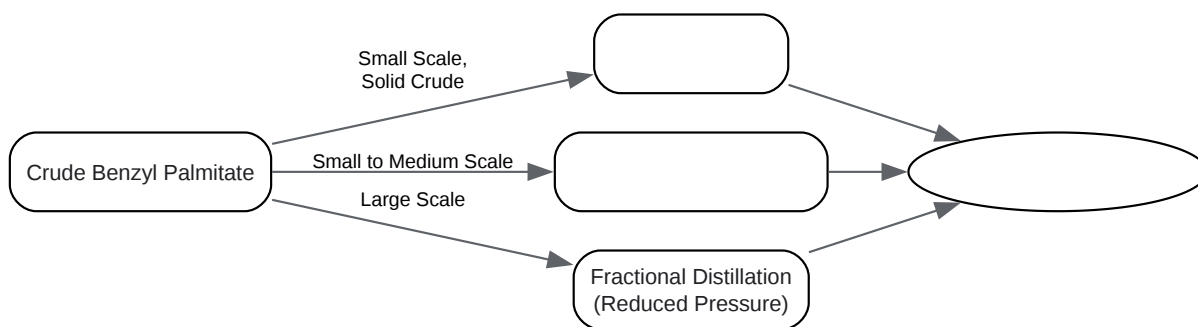 Small Scale,
Solid Crude
Crude Benzyl Palmitate
Small to Medium Scale
Large Scale
Fractional Distillation
(Reduced Pressure)